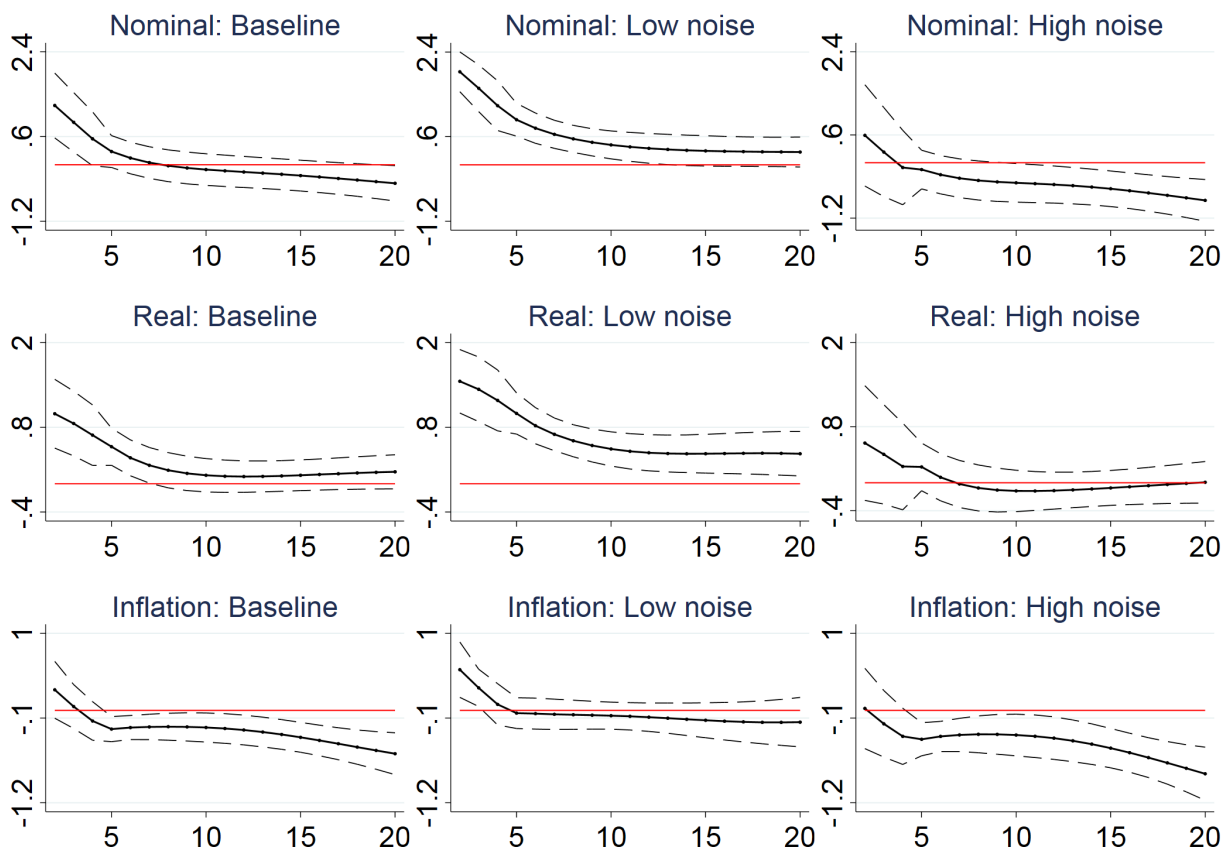 Nominal: Baseline
2.4
.6
-1.2
5 10 15 20
Nominal: Low noise
2.4
.6
-1.2
5 10 15 20
Nominal: High noise
2.4
.6
-1.2
5 10 15 20
Real: Baseline
2
.8
-.4
5 10 15 20
Real: Low noise
2
.8
-.4
5 10 15 20
Real: High noise
2
.8
-.4
5 10 15 20
Inflation: Baseline
1
-.1
-1.2
5 10 15 20
Inflation: Low noise
1
-.1
-1.2
5 10 15 20
Inflation: High noise
1
-.1
-1.2
5 10 15 20